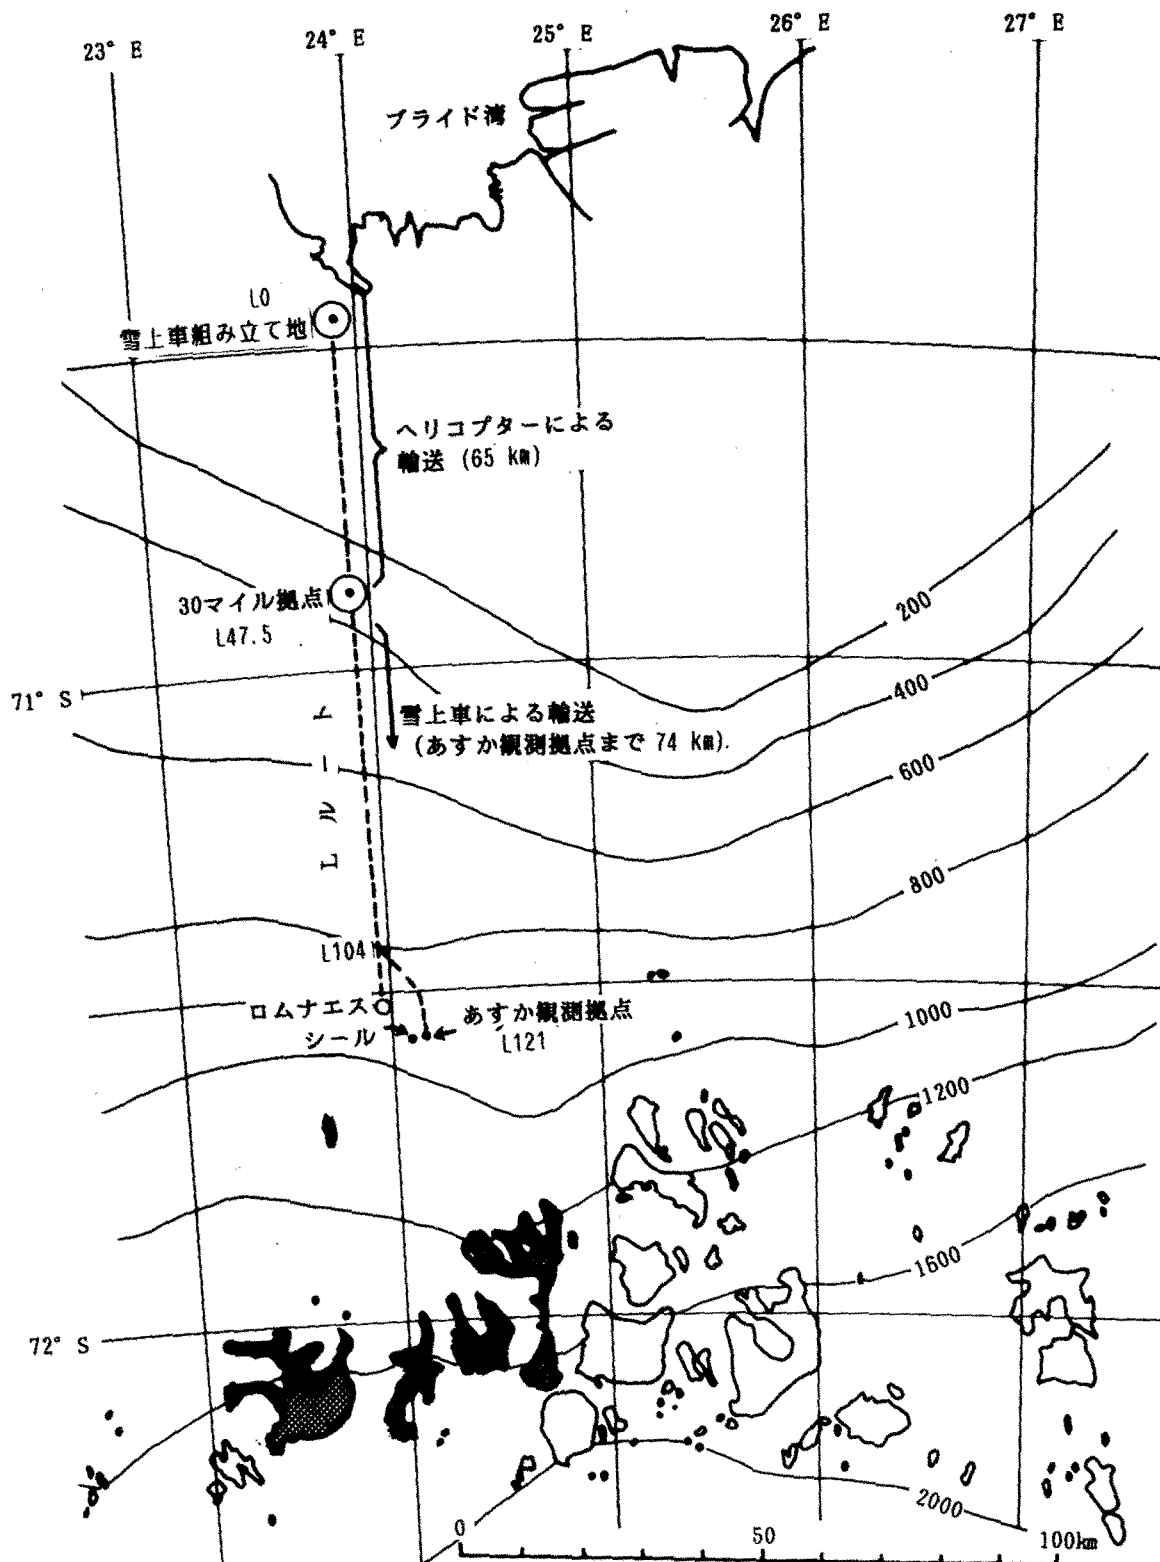 23° E
24° E
25° E
26° E
27° E
ブライド湾
L0
雪上車組み立て地
ヘリコプターによる
輸送 (65 km)
30マイル拠点
L47.5
200
400
600
800
71° S
雪上車による輸送
(あすか観測拠点まで 74 km).
Lルート
L104
ロムナエス
シール
あすか観測拠点
L121
1000
1200
1600
72° S
2000
0
50
100km